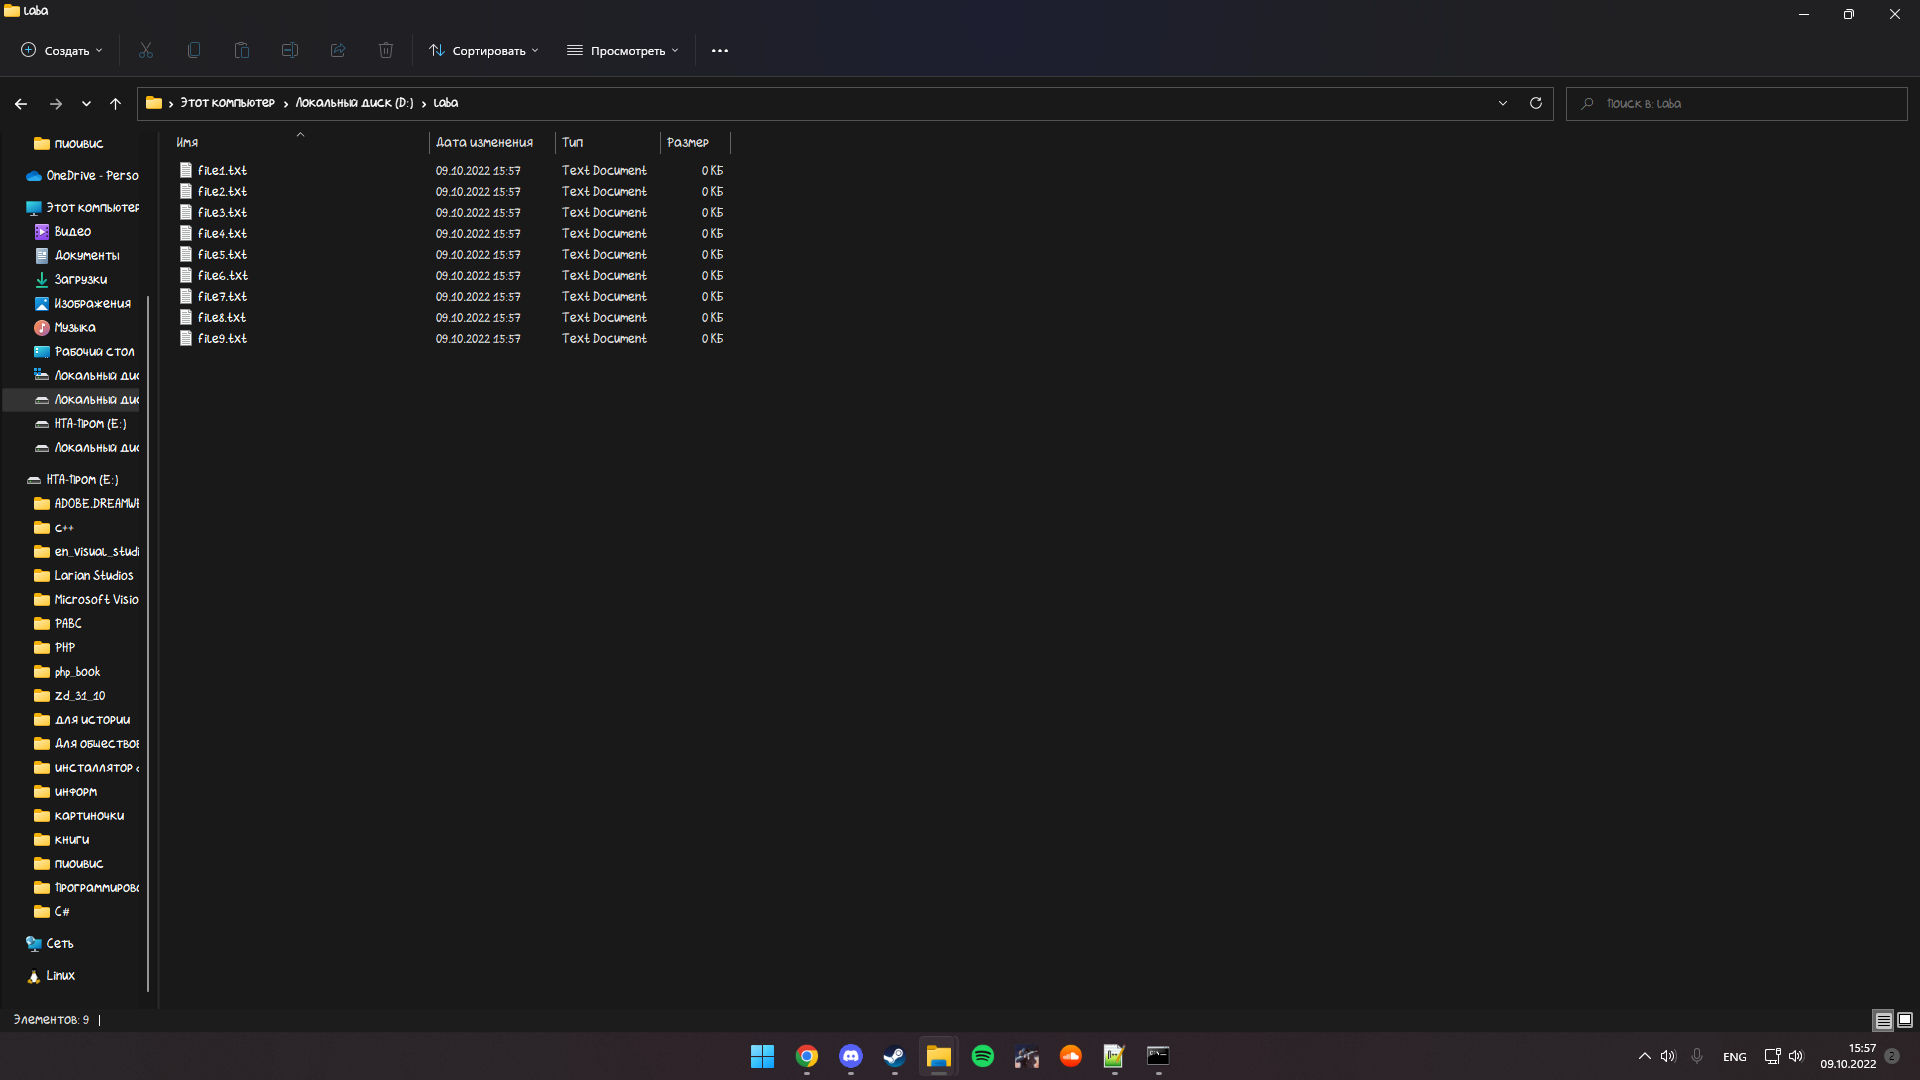 Laba
Создать
Сортировать
Просмотреть
Этот компьютер
Локальный диск (D:)
Laba
Поиск в: Laba
Имя
Дата изменения
Тип
Размер
file1.txt 09.10.2022 15:57 Text Document 0 КБ
file2.txt 09.10.2022 15:57 Text Document 0 КБ
file3.txt 09.10.2022 15:57 Text Document 0 КБ
file4.txt 09.10.2022 15:57 Text Document 0 КБ
file5.txt 09.10.2022 15:57 Text Document 0 КБ
file6.txt 09.10.2022 15:57 Text Document 0 КБ
file7.txt 09.10.2022 15:57 Text Document 0 КБ
file8.txt 09.10.2022 15:57 Text Document 0 КБ
file9.txt 09.10.2022 15:57 Text Document 0 КБ
пиоивис
OneDrive - Perso
Этот компьютер
Видео
Документы
Загрузки
Изображения
Музыка
Рабочий стол
Локальный дис
Локальный дис
НТА-Пром (E:)
Локальный дис
НТА-Пром (E:)
ADOBE.DREAMWE
c++
en_visual_studi
Larian Studios
Microsoft Visio
PABC
PHP
php_book
Zd_31_10
для истории
Для обществов
инсталлятор
информ
картиночки
книги
пиоивис
Программиров
C#
Сеть
Linux
Элементов: 9
ENG
15:57
09.10.2022
2